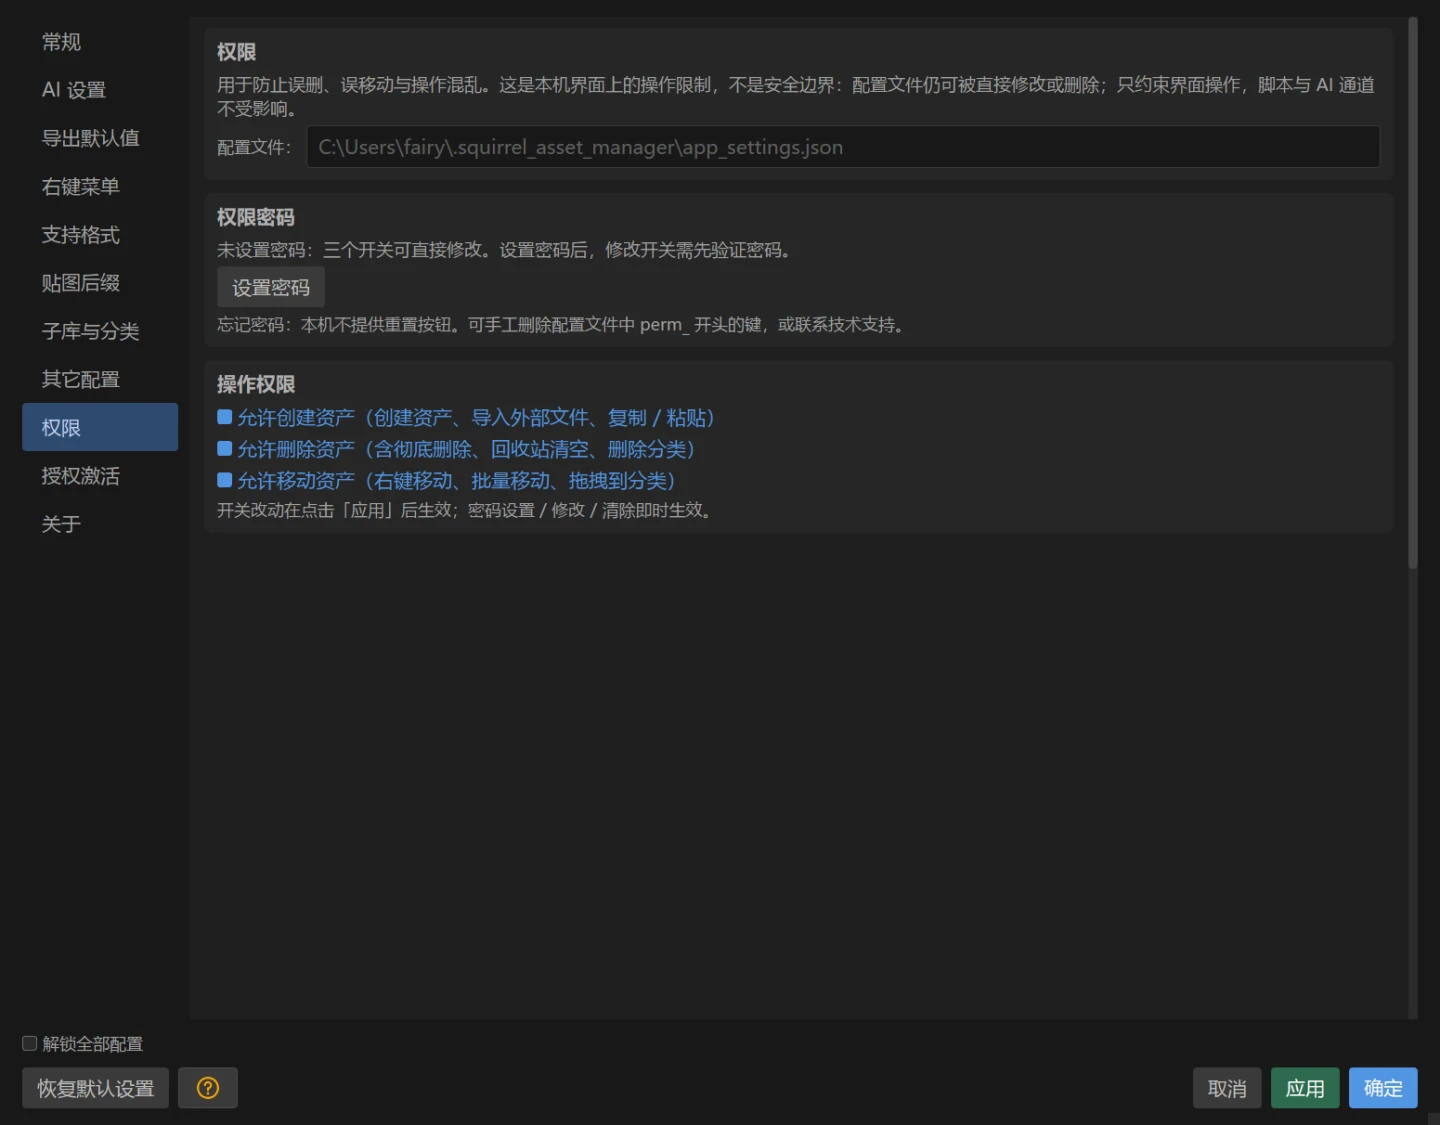 常规
AI 设置
导出默认值
右键菜单
支持格式
贴图后缀
子库与分类
其它配置
权限
授权激活
关于
权限
用于防止误删、误移动与操作混乱。这是本机界面上的操作限制，不是安全边界：配置文件仍可被直接修改或删除；只约束界面操作，脚本与 AI 通道
不受影响。
配置文件： C:\Users\fairy\.squirrel_asset_manager\app_settings.json
权限密码
未设置密码：三个开关可直接修改。设置密码后，修改开关需先验证密码。
设置密码
忘记密码：本机不提供重置按钮。可手工删除配置文件中 perm_ 开头的键，或联系技术支持。
操作权限
允许创建资产（创建资产、导入外部文件、复制 / 粘贴）
允许删除资产（含彻底删除、回收站清空、删除分类）
允许移动资产（右键移动、批量移动、拖拽到分类）
开关改动在点击「应用」后生效；密码设置 / 修改 / 清除即时生效。
解锁全部配置
恢复默认设置 ? 取消 应用 确定